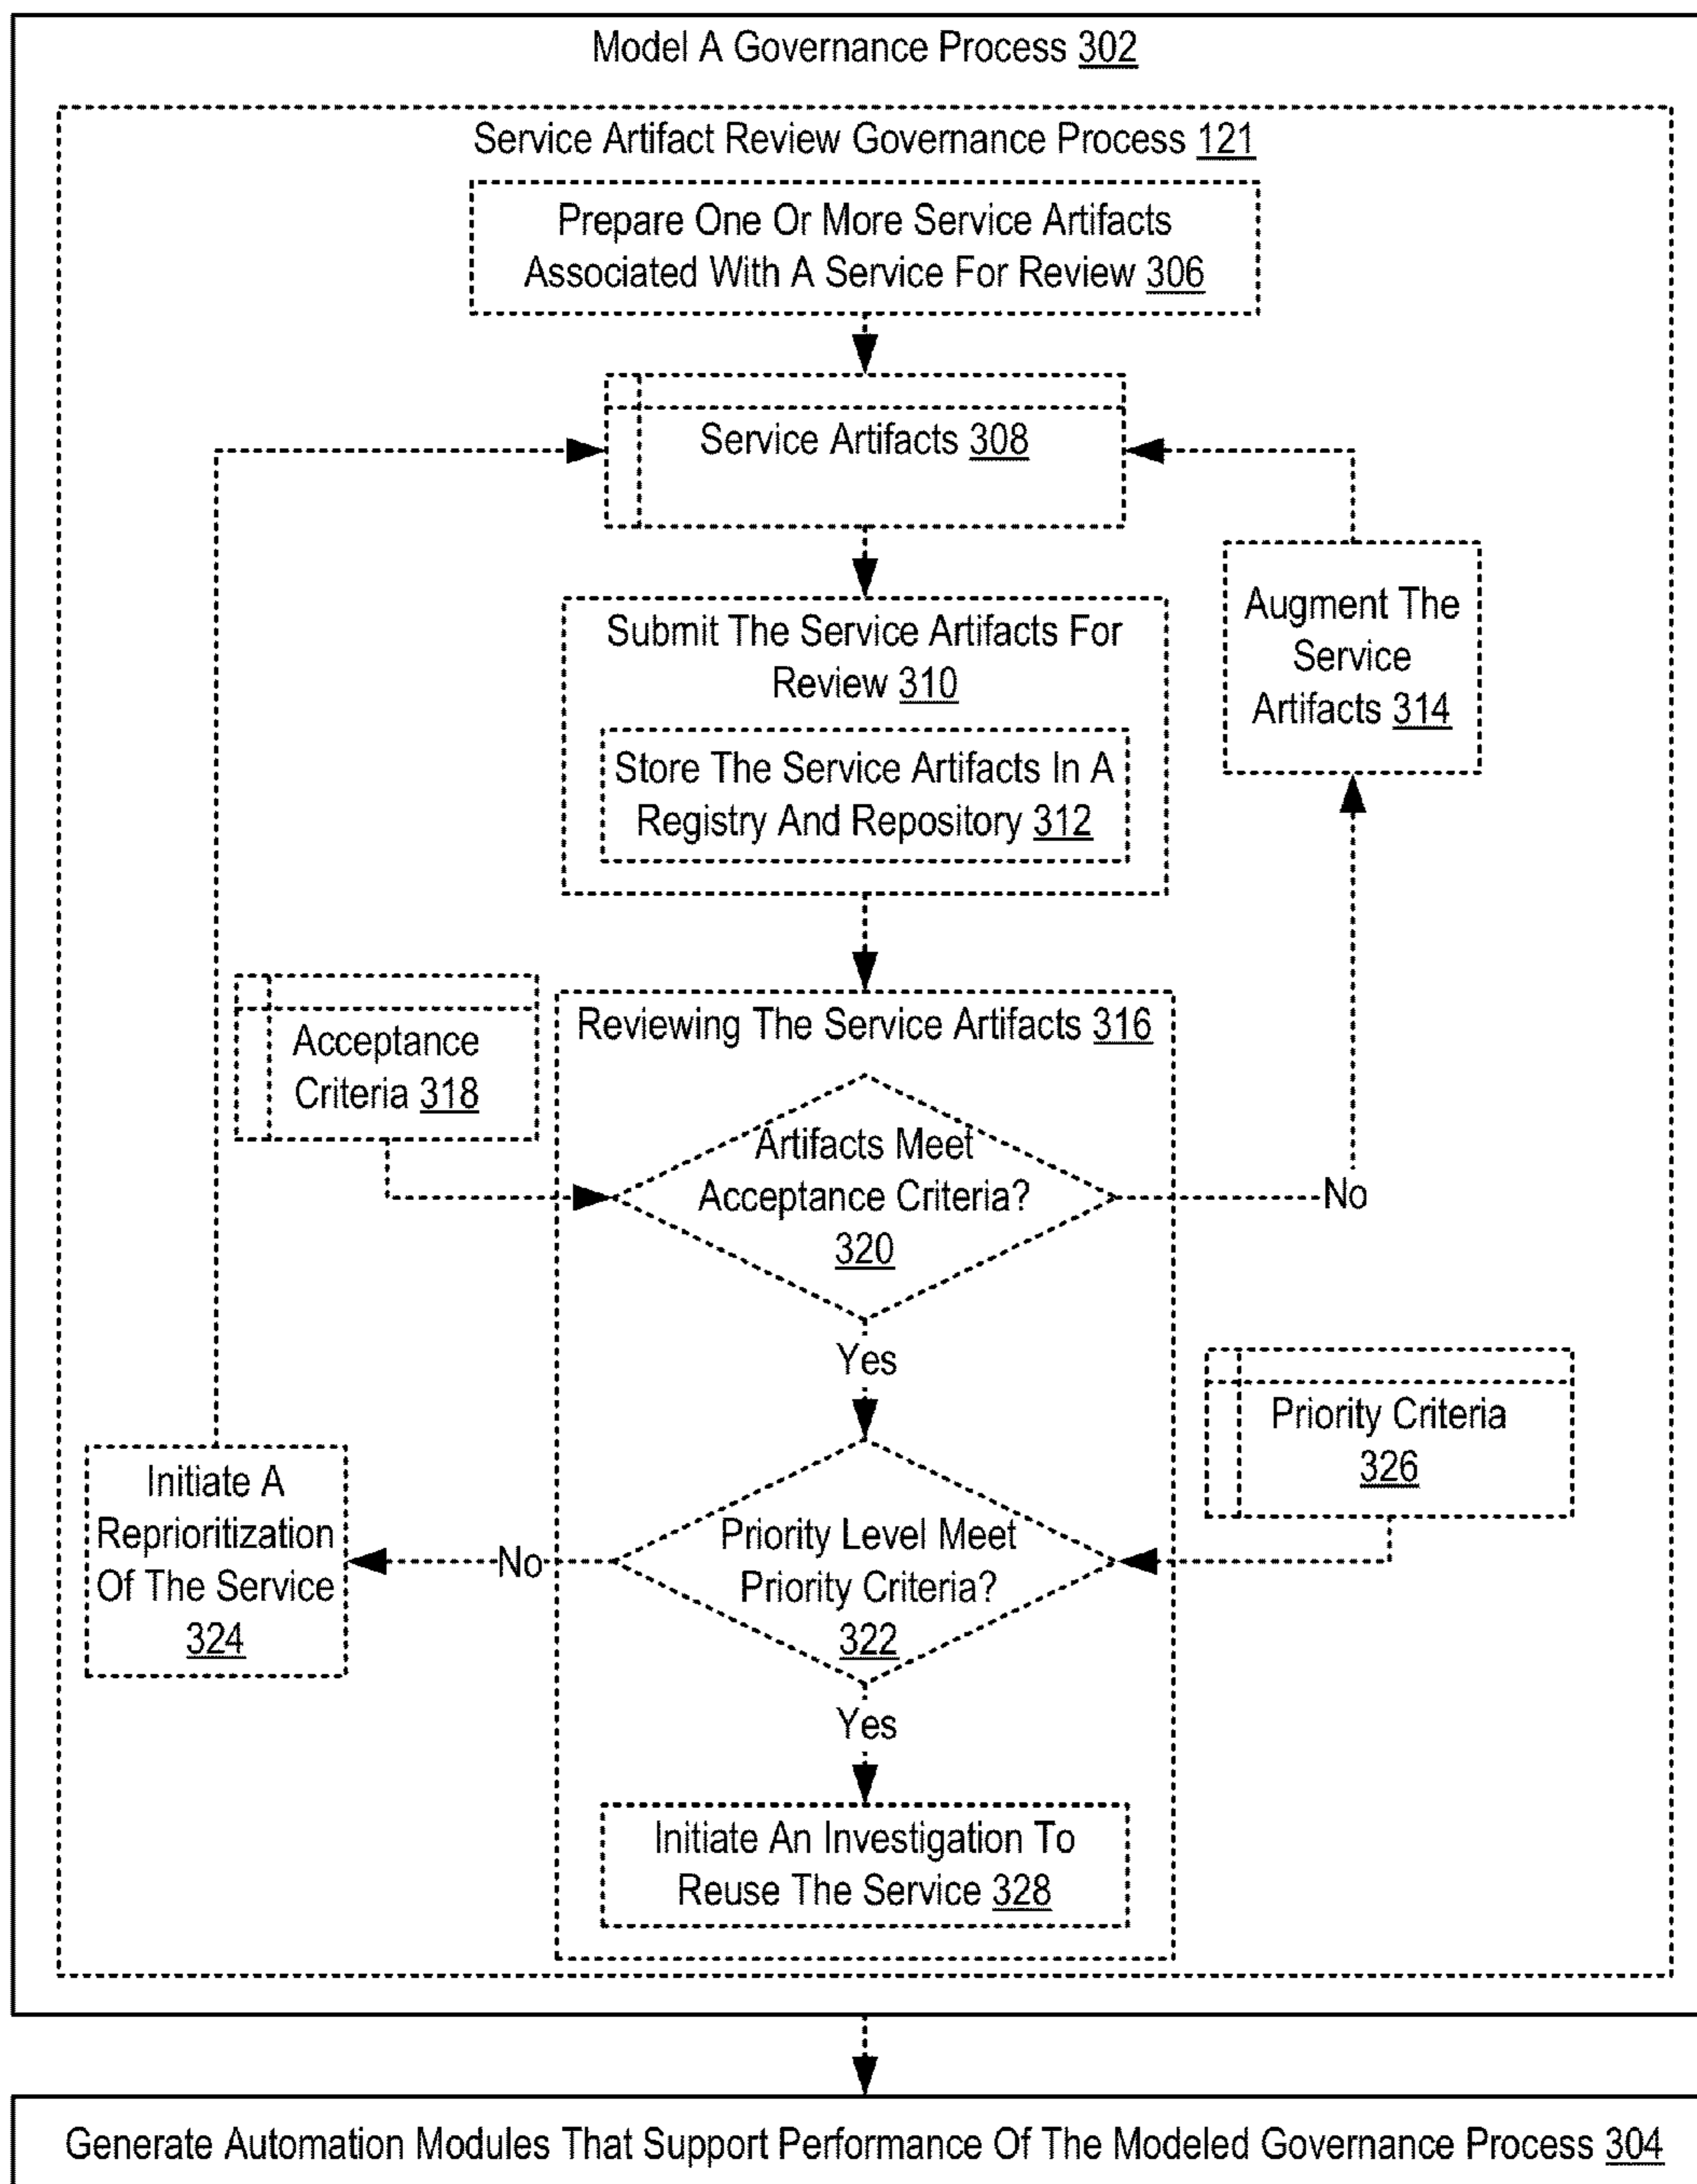 Model A Governance Process 302
Service Artifact Review Governance Process 121
Prepare One Or More Service Artifacts
Associated With A Service For Review 306
Service Artifacts 308
Submit The Service Artifacts For
Review 310
Store The Service Artifacts In A
Registry And Repository 312
Augment The
Service
Artifacts 314
Reviewing The Service Artifacts 316
Acceptance
Criteria 318
Artifacts Meet
Acceptance Criteria?
320
No
Yes
Priority Criteria
326
Priority Level Meet
Priority Criteria?
322
No
Initiate A
Reprioritization
Of The Service
324
Yes
Initiate An Investigation To
Reuse The Service 328
Generate Automation Modules That Support Performance Of The Modeled Governance Process 304